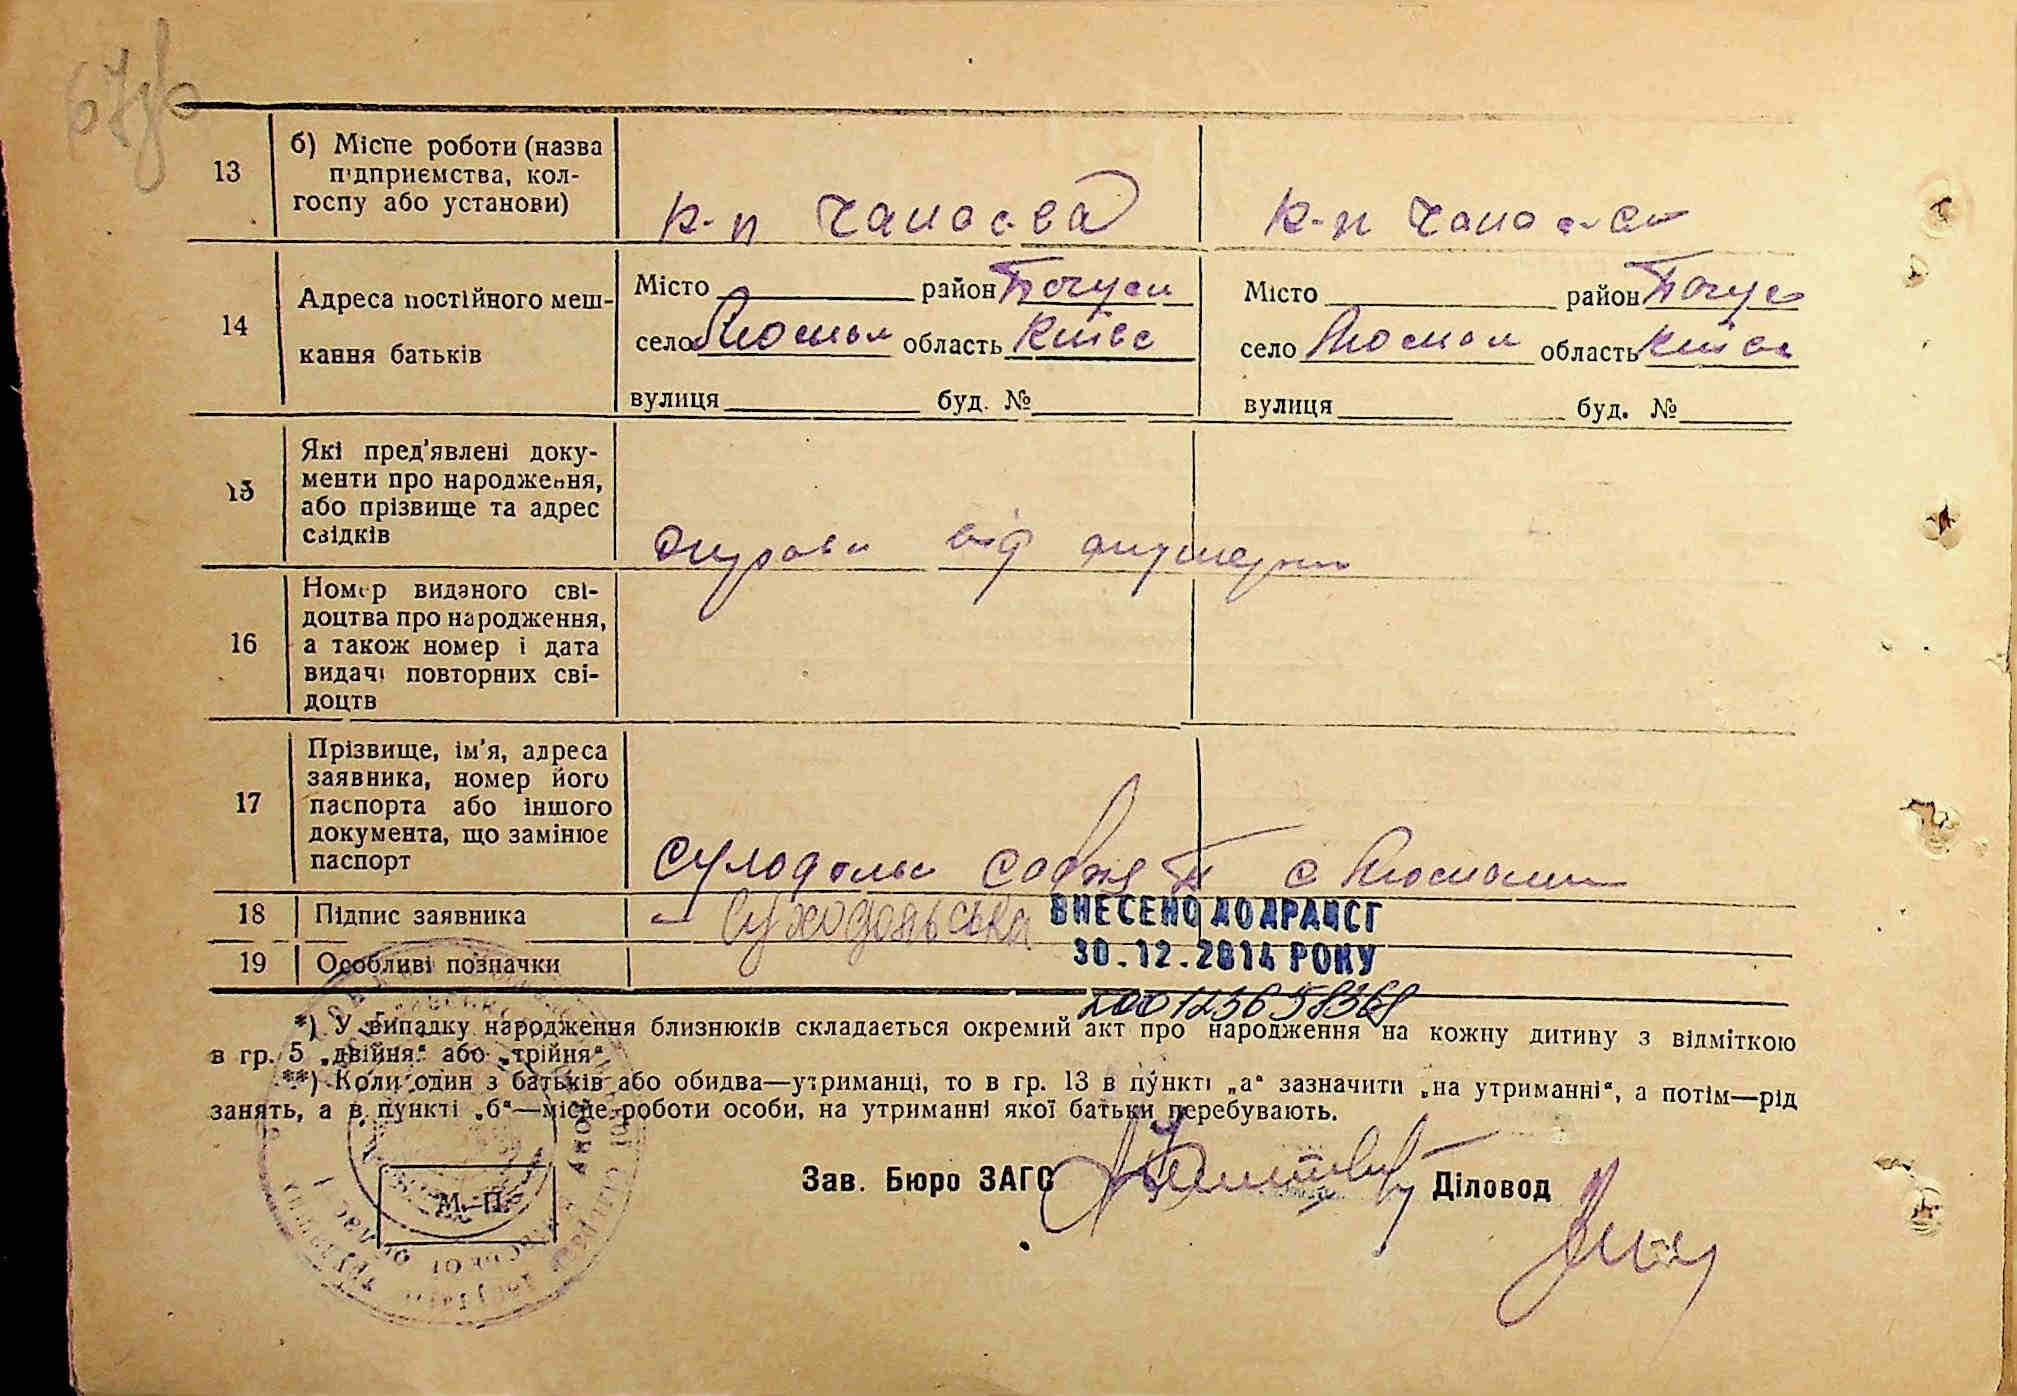 13
б) Місце роботи (назва
підприємства, кол-
госпу або установи)
к-п Чапаєва
к-п Чапаєва
14
Адреса постійного меш-
кання батьків
Місто район
село область Київс
вулиця буд. №
Місто район
село область Київс
вулиця буд. №
15
Які пред'явлені доку-
менти про народження,
або прізвище та адрес
свідків
від акушерки
16
Номер виданого сві-
доцтва про народження,
а також номер і дата
видачі повторних сві-
доцтв
17
Прізвище, ім'я, адреса
заявника, номер його
паспорта або іншого
документа, що замінює
паспорт
с
18
Підпис заявника
Суходольська
ВНЕСЕНО ДО ДРАЦСГ
19
Особливі позначки
30.12.2014 РОКУ
00123658368
*) У випадку народження близнюків складається окремий акт про народження на кожну дитину з відміткою
в гр. 5 „двійня“ або „трійня“.
**) Коли один з батьків або обидва—утриманці, то в гр. 13 в пункті „а“ зазначити „на утриманні“, а потім—рід
занять, а в пункті „б“—місце роботи особи, на утриманні якої батьки перебувають.
М. П.
Зав. Бюро ЗАГС
Діловод